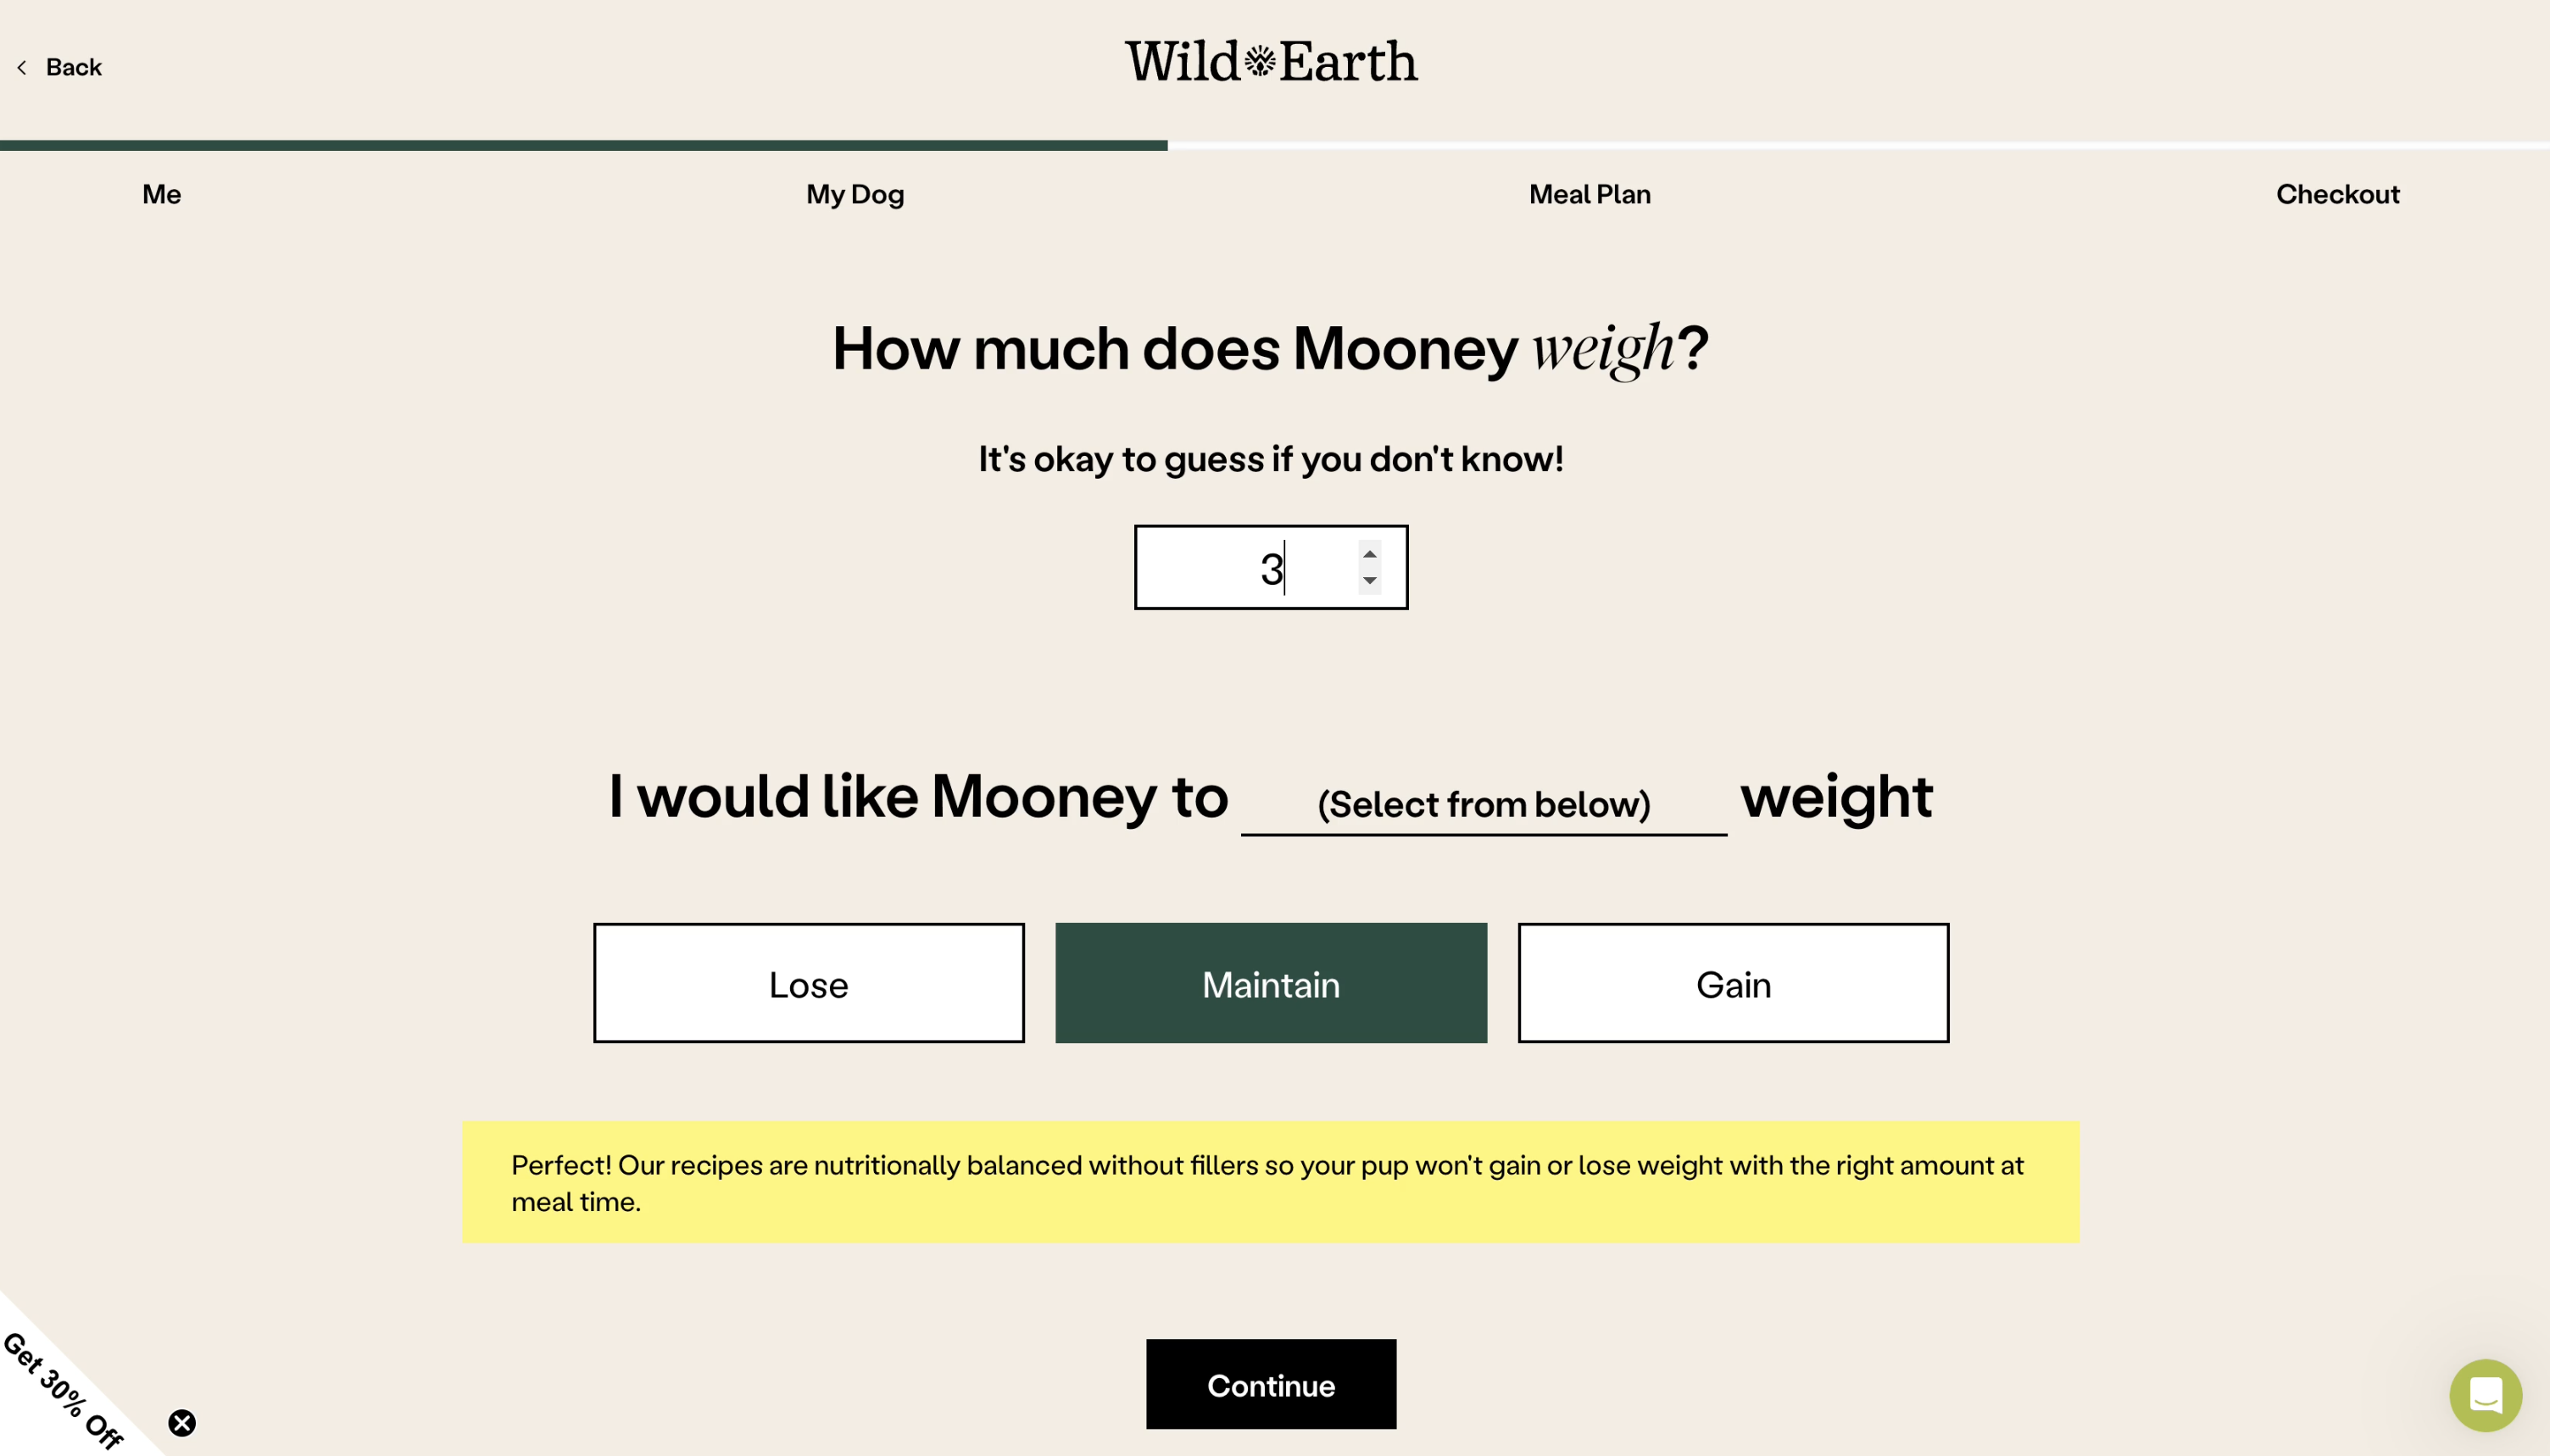 Back
Wild Earth
Me
My Dog
Meal Plan
Checkout
How much does Mooney weigh?
It's okay to guess if you don't know!
3
I would like Mooney to (Select from below) weight
Lose
Maintain
Gain
Perfect! Our recipes are nutritionally balanced without fillers so your pup won't gain or lose weight with the right amount at
meal time.
Continue
Get 30% Off